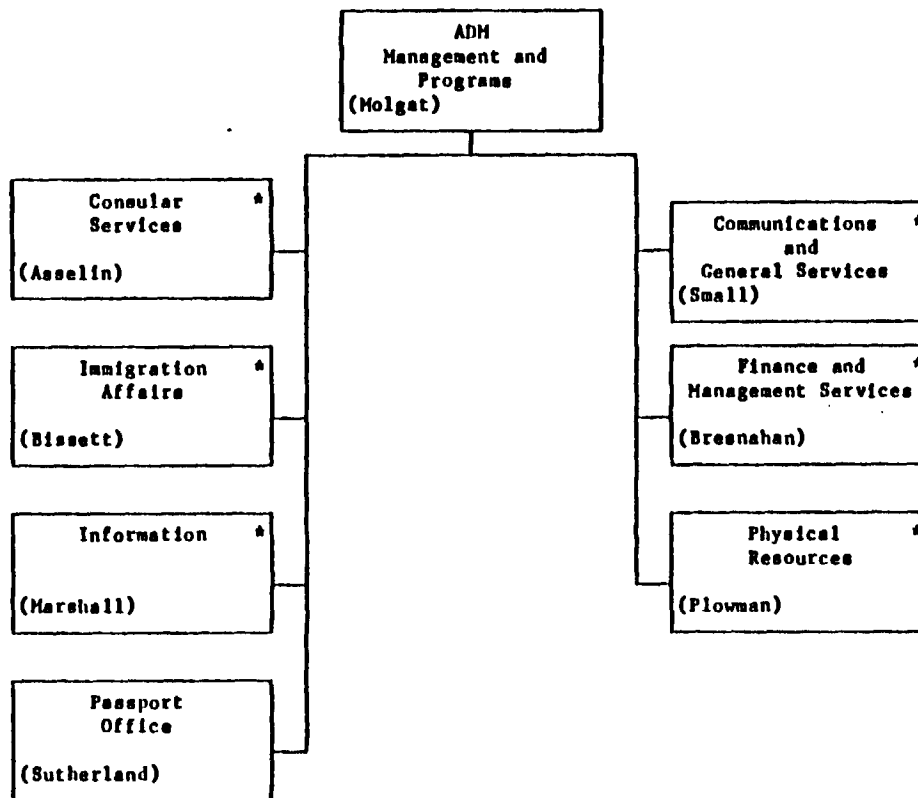 ADM
Management and
Programs
(Molgat)
Consular *
Services
(Asselin)
Immigration *
Affairs
(Bissett)
Information *
(Marshall)
Passport
Office
(Sutherland)
Communications *
and
General Services
(Small)
Finance and *
Management Services
(Bresnahan)
Physical *
Resources
(Plowman)